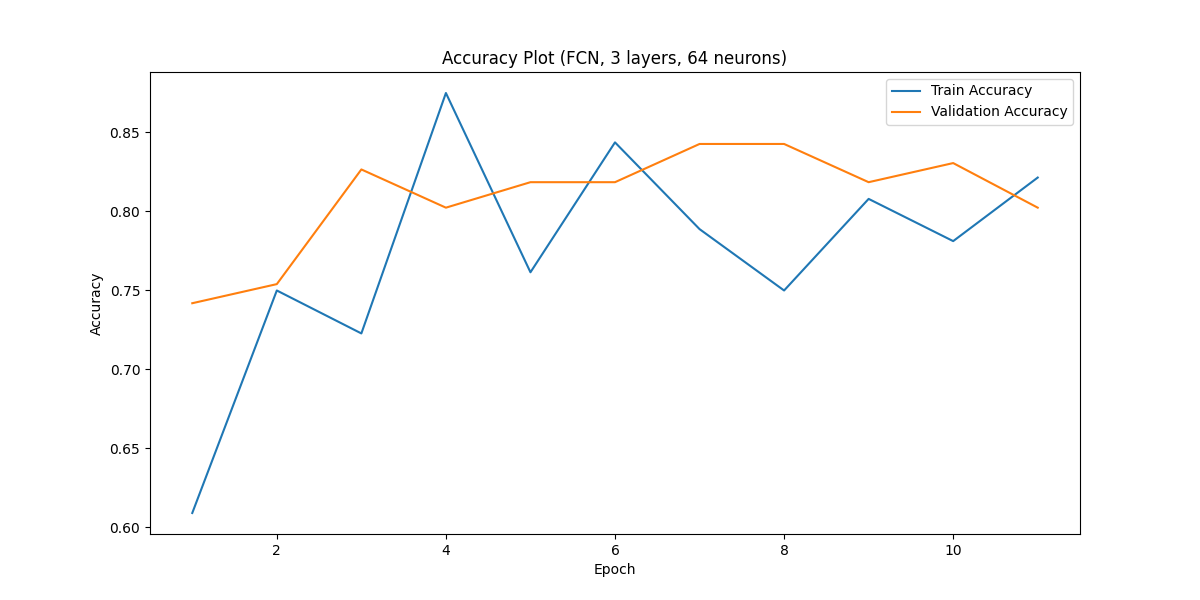 Accuracy Plot (FCN, 3 layers, 64 neurons)
Train Accuracy
Validation Accuracy
0.85
0.80
0.75
0.70
0.65
0.60
Accuracy
2 4 6 8 10
Epoch